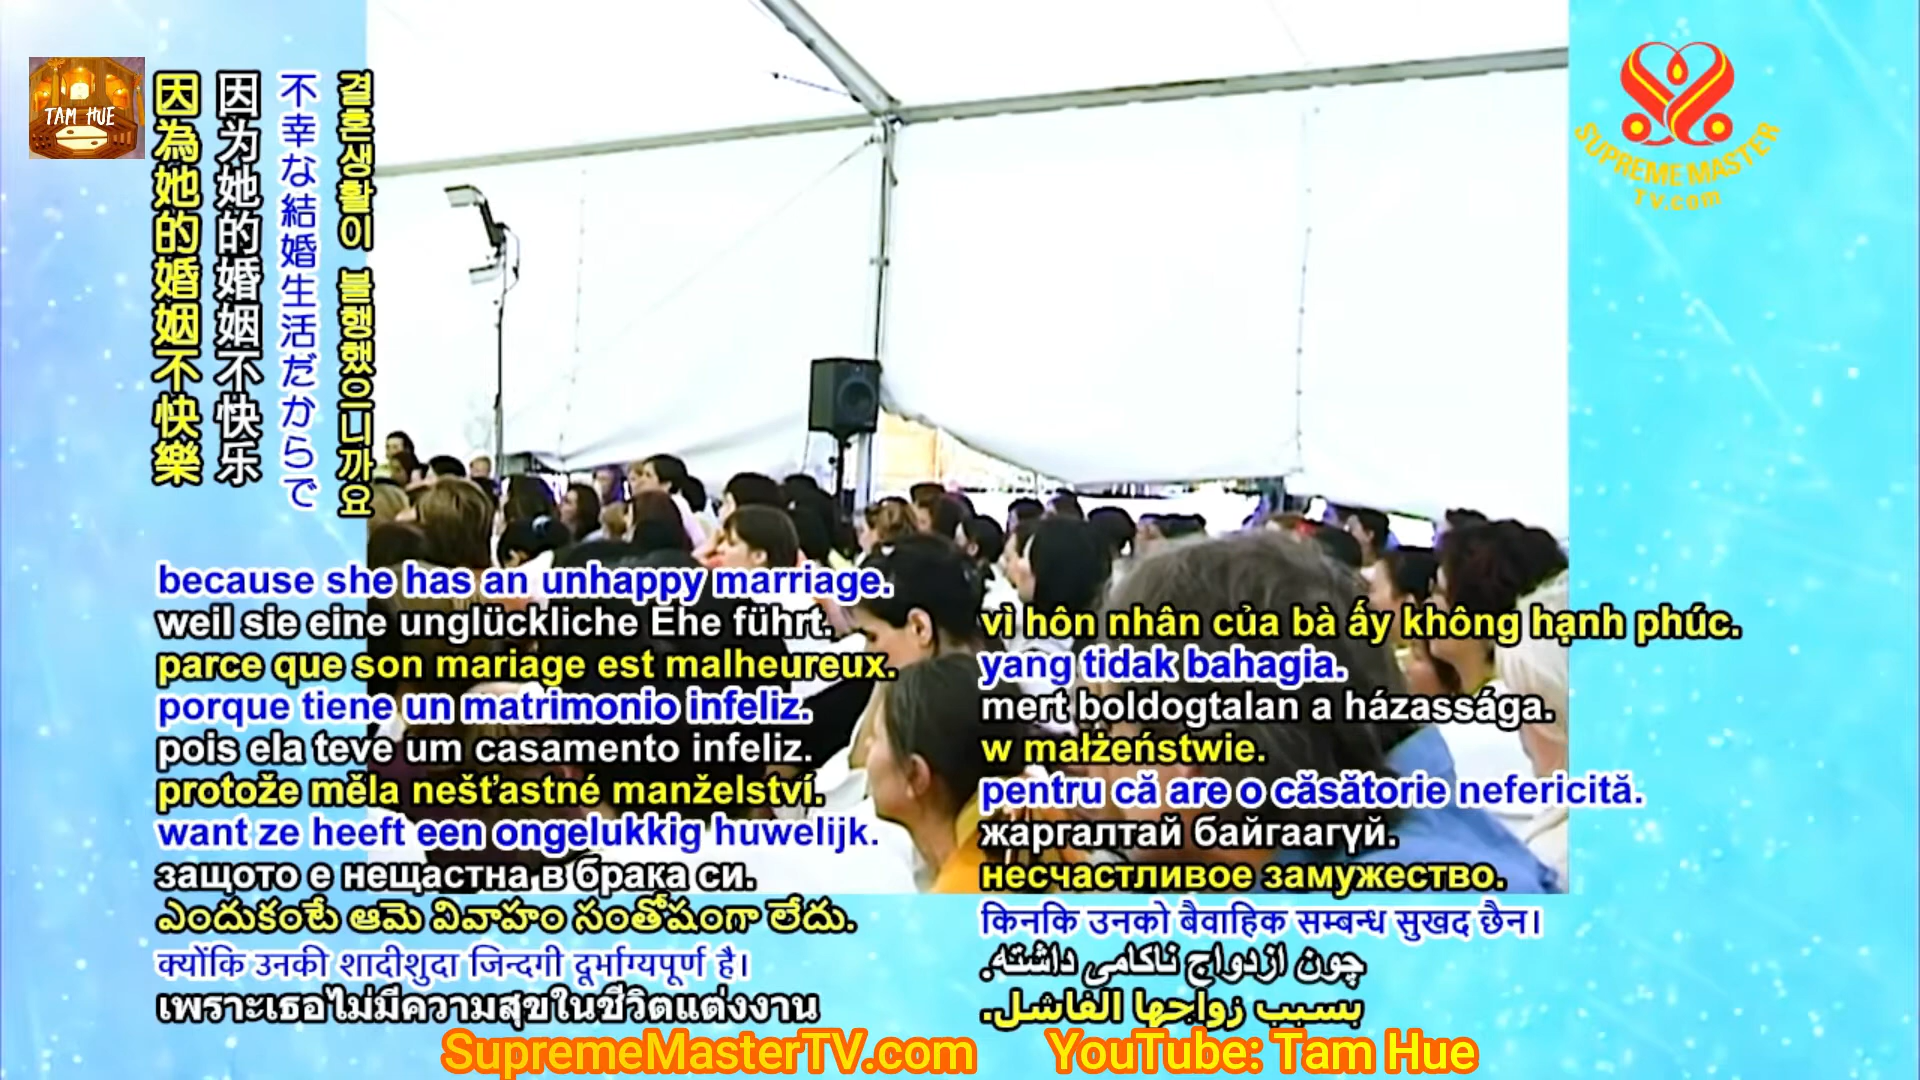 TAM HUE
因為她的婚姻不快樂
因为她的婚姻不快乐
不幸な結婚生活だからで
결혼생활이 불행했으니까요
SUPREME MASTER
TV.com
because she has an unhappy marriage.
weil sie eine unglückliche Ehe führt.
parce que son mariage est malheureux.
porque tiene un matrimonio infeliz.
pois ela teve um casamento infeliz.
protože měla nešťastné manželství.
want ze heeft een ongelukkig huwelijk.
защото е нещастна в брака си.
ఎందుకంటే ఆమె వివాహం సంతోషంగా లేదు.
क्योंकि उनकी शादीशुदा जिन्दगी दूर्भाग्यपूर्ण है।
เพราะเธอไม่มีความสุขในชีวิตแต่งงาน
vì hôn nhân của bà ấy không hạnh phúc.
yang tidak bahagia.
mert boldogtalan a házassága.
w małżeństwie.
pentru că are o căsătorie nefericită.
жаргалтай байгаагүй.
несчастливое замужество.
किनकि उनको बैवाहिक सम्बन्ध सुखद छैन।
چون ازدواج ناکامی داشته.
بسبب زواجها الفاشل.
SupremeMasterTV.com YouTube: Tam Hue